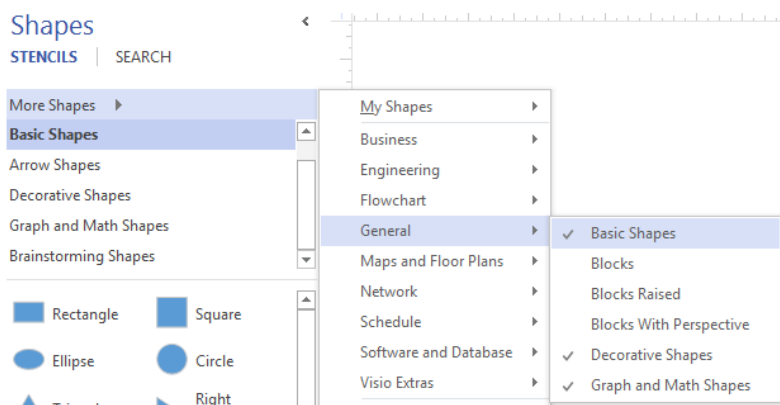 Shapes
STENCILS
SEARCH
More Shapes
Basic Shapes
Arrow Shapes
Decorative Shapes
Graph and Math Shapes
Brainstorming Shapes
Rectangle
Square
Ellipse
Circle
Right
My Shapes
Business
Engineering
Flowchart
General
Maps and Floor Plans
Network
Schedule
Software and Database
Visio Extras
Basic Shapes
Blocks
Blocks Raised
Blocks With Perspective
Decorative Shapes
Graph and Math Shapes